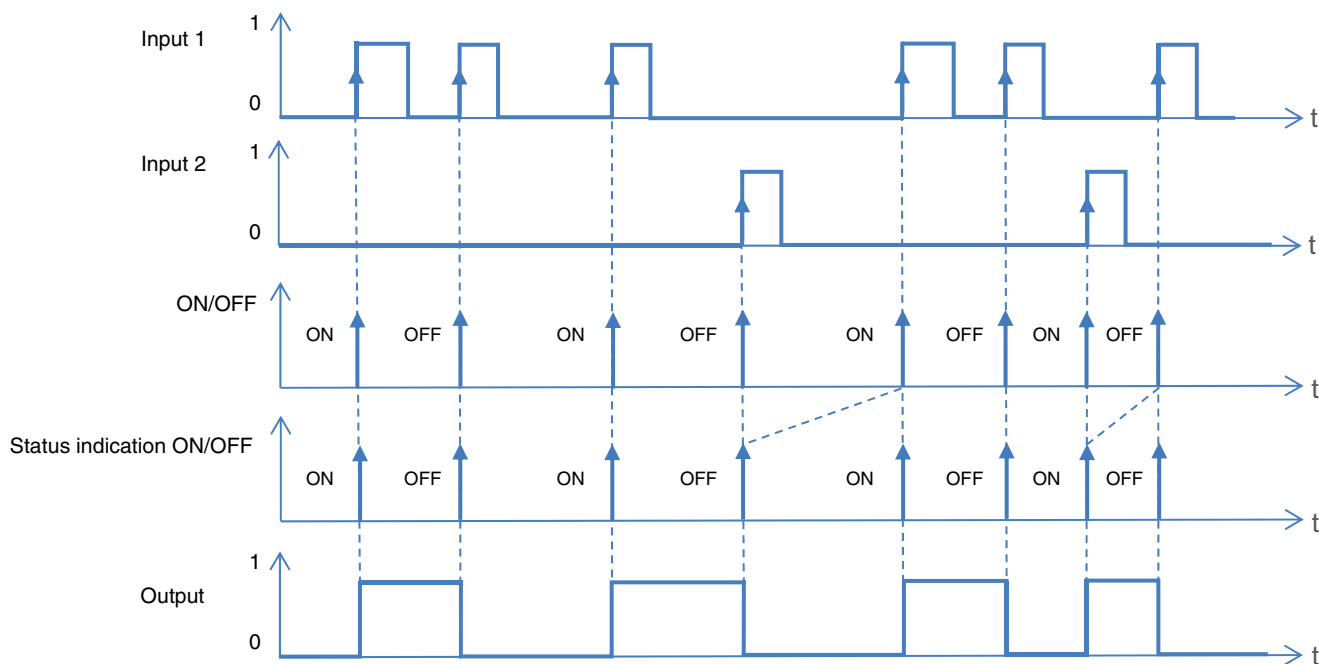 1
Input 1
0
t
1
Input 2
0
t
ON/OFF
ON OFF ON OFF ON OFF ON OFF
t
Status indication ON/OFF
ON OFF ON OFF ON OFF ON OFF
t
1
Output
0
t